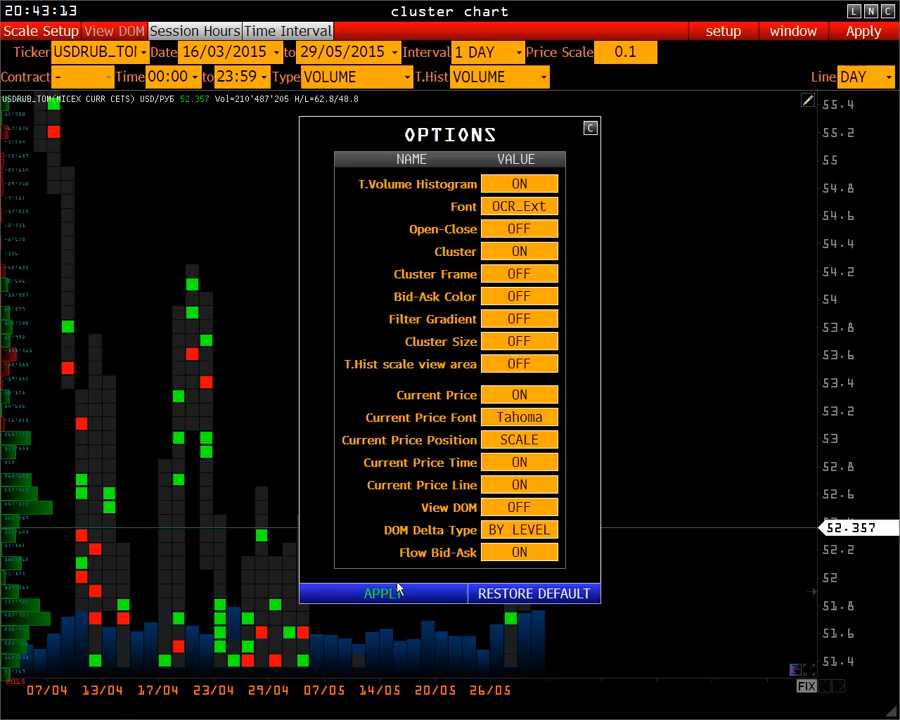 20:43:13 cluster chart L N C
Scale Setup View DOM Session Hours Time Interval setup window Apply
Ticker USDRUB_TOM Date 16/03/2015 to 29/05/2015 Interval 1 DAY Price Scale 0.1
Contract - Time 00:00 to 23:59 Type VOLUME T.Hist VOLUME Line DAY
USDRUB_TOM(MICEX CURR CETS) USD/РУБ 52.357 Vol=210'487'205 H/L=62.8/48.8
OPTIONS C
NAME VALUE
T.Volume Histogram ON
Font OCR_Ext
Open-Close OFF
Cluster ON
Cluster Frame OFF
Bid-Ask Color OFF
Filter Gradient OFF
Cluster Size OFF
T.Hist scale view area OFF
Current Price ON
Current Price Font Tahoma
Current Price Position SCALE
Current Price Time ON
Current Price Line ON
View DOM OFF
DOM Delta Type BY LEVEL
Flow Bid-Ask ON
APPLY RESTORE DEFAULT
55.4
55.2
55
54.8
54.6
54.4
54.2
54
53.8
53.6
53.4
53.2
53
52.8
52.6
52.357
52.2
52
51.8
51.6
51.4
FIX
2015
07/04 13/04 17/04 23/04 29/04 07/05 14/05 20/05 26/05